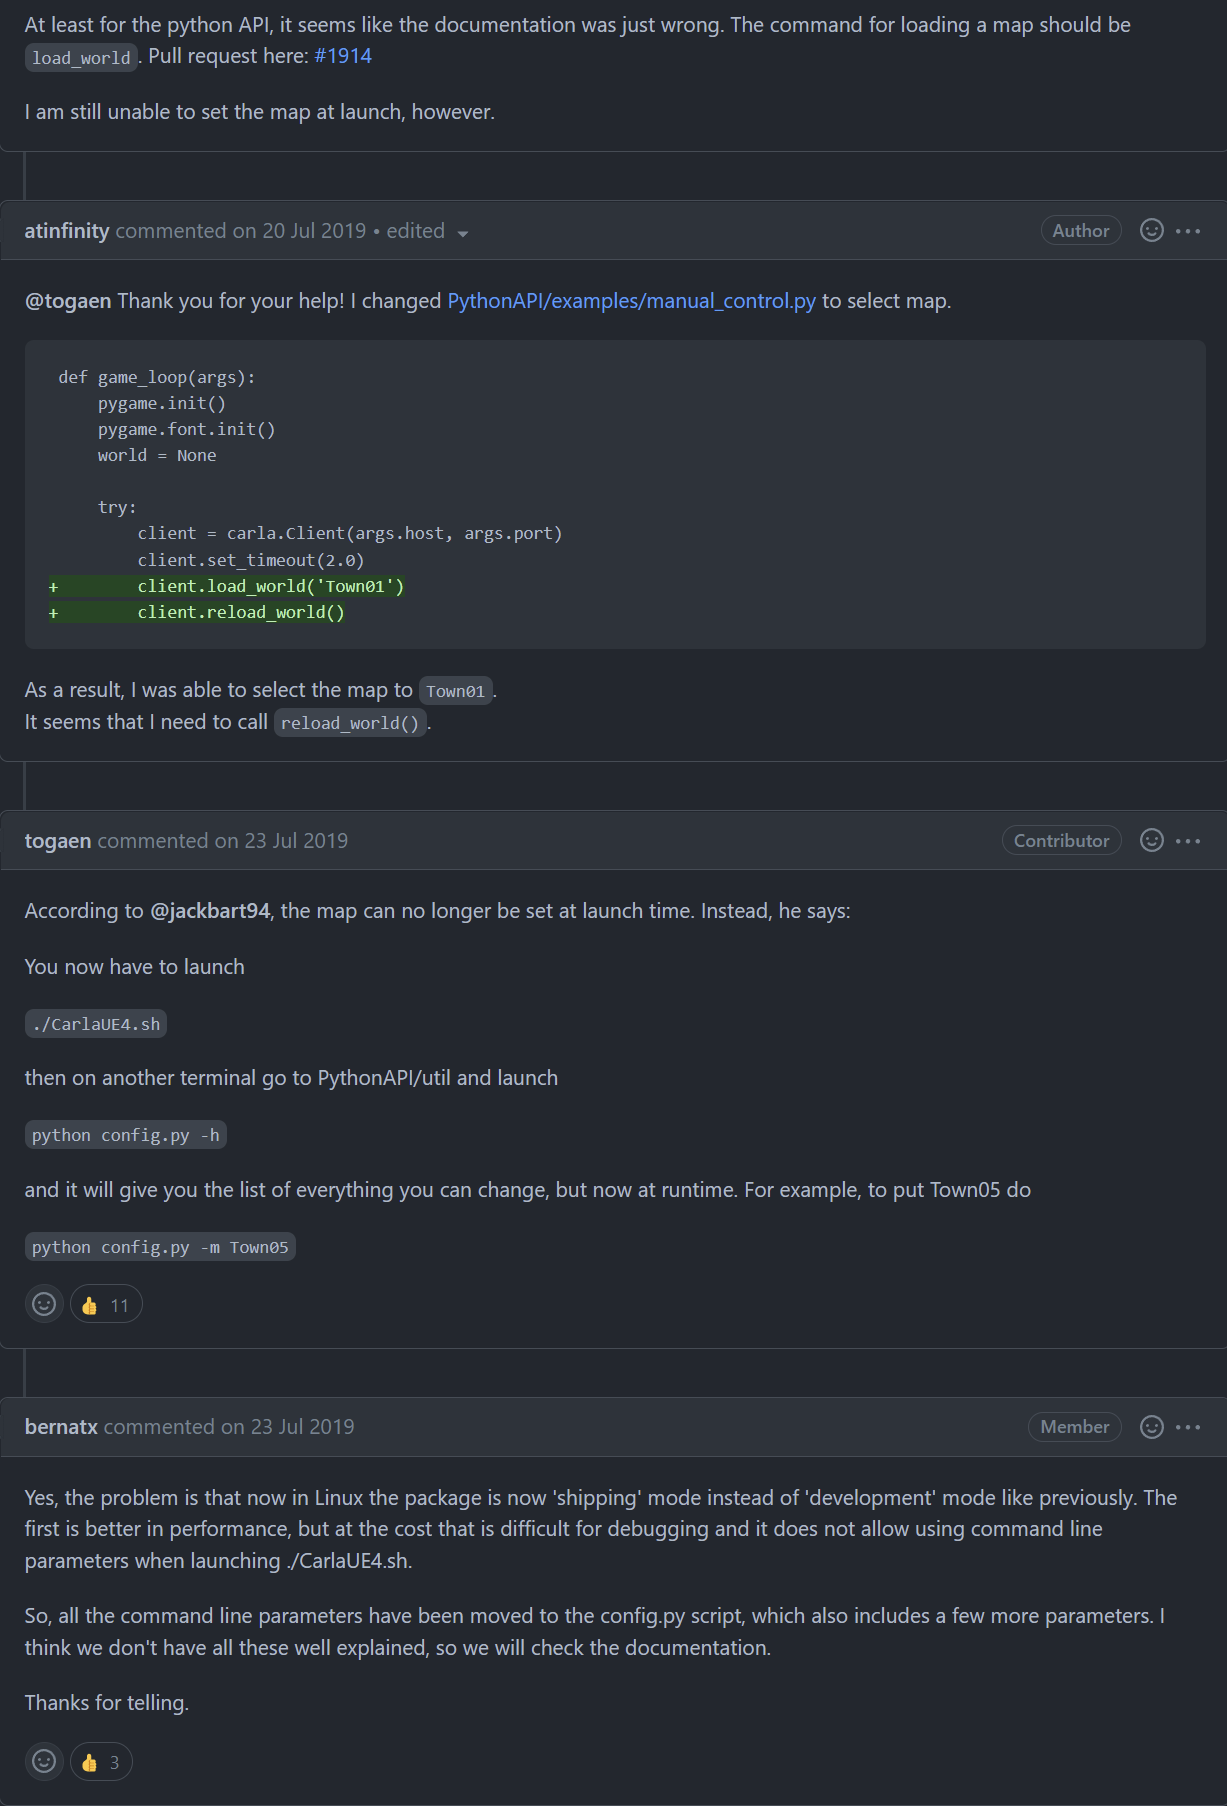 At least for the python API, it seems like the documentation was just wrong. The command for loading a map should be
load_world. Pull request here: #1914
I am still unable to set the map at launch, however.
atinfinity commented on 20 Jul 2019 • edited
Author
@togaen Thank you for your help! I changed PythonAPI/examples/manual_control.py to select map.
def game_loop(args):
    pygame.init()
    pygame.font.init()
    world = None
    try:
        client = carla.Client(args.host, args.port)
        client.set_timeout(2.0)
+        client.load_world('Town01')
+        client.reload_world()
As a result, I was able to select the map to Town01.
It seems that I need to call reload_world().
togaen commented on 23 Jul 2019
Contributor
According to @jackbart94, the map can no longer be set at launch time. Instead, he says:
You now have to launch
./CarlaUE4.sh
then on another terminal go to PythonAPI/util and launch
python config.py -h
and it will give you the list of everything you can change, but now at runtime. For example, to put Town05 do
python config.py -m Town05
👍 11
bernatx commented on 23 Jul 2019
Member
Yes, the problem is that now in Linux the package is now 'shipping' mode instead of 'development' mode like previously. The
first is better in performance, but at the cost that is difficult for debugging and it does not allow using command line
parameters when launching ./CarlaUE4.sh.
So, all the command line parameters have been moved to the config.py script, which also includes a few more parameters. I
think we don't have all these well explained, so we will check the documentation.
Thanks for telling.
👍 3